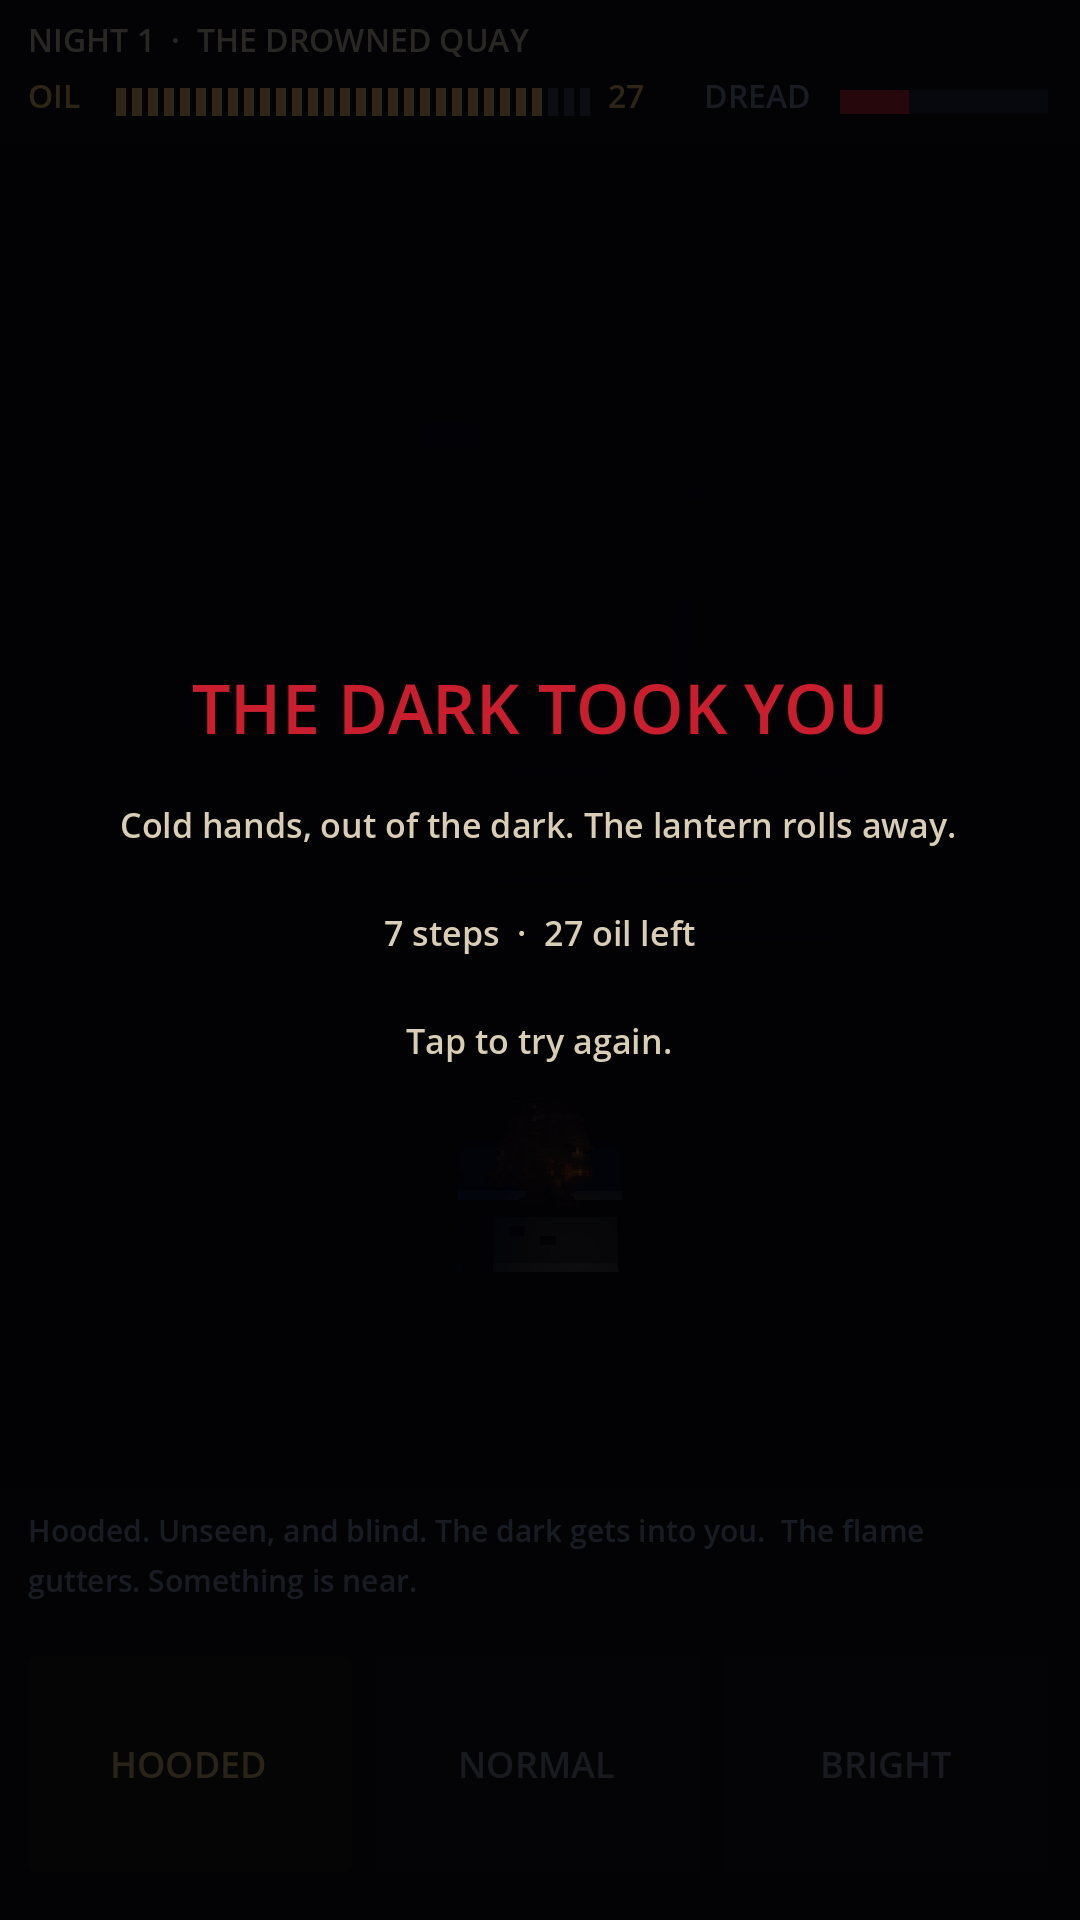 NIGHT 1 · THE DROWNED QUAY
OIL 27 DREAD
THE DARK TOOK YOU
Cold hands, out of the dark. The lantern rolls away.
7 steps · 27 oil left
Tap to try again.
Hooded. Unseen, and blind. The dark gets into you. The flame
gutters. Something is near.
HOODED NORMAL BRIGHT